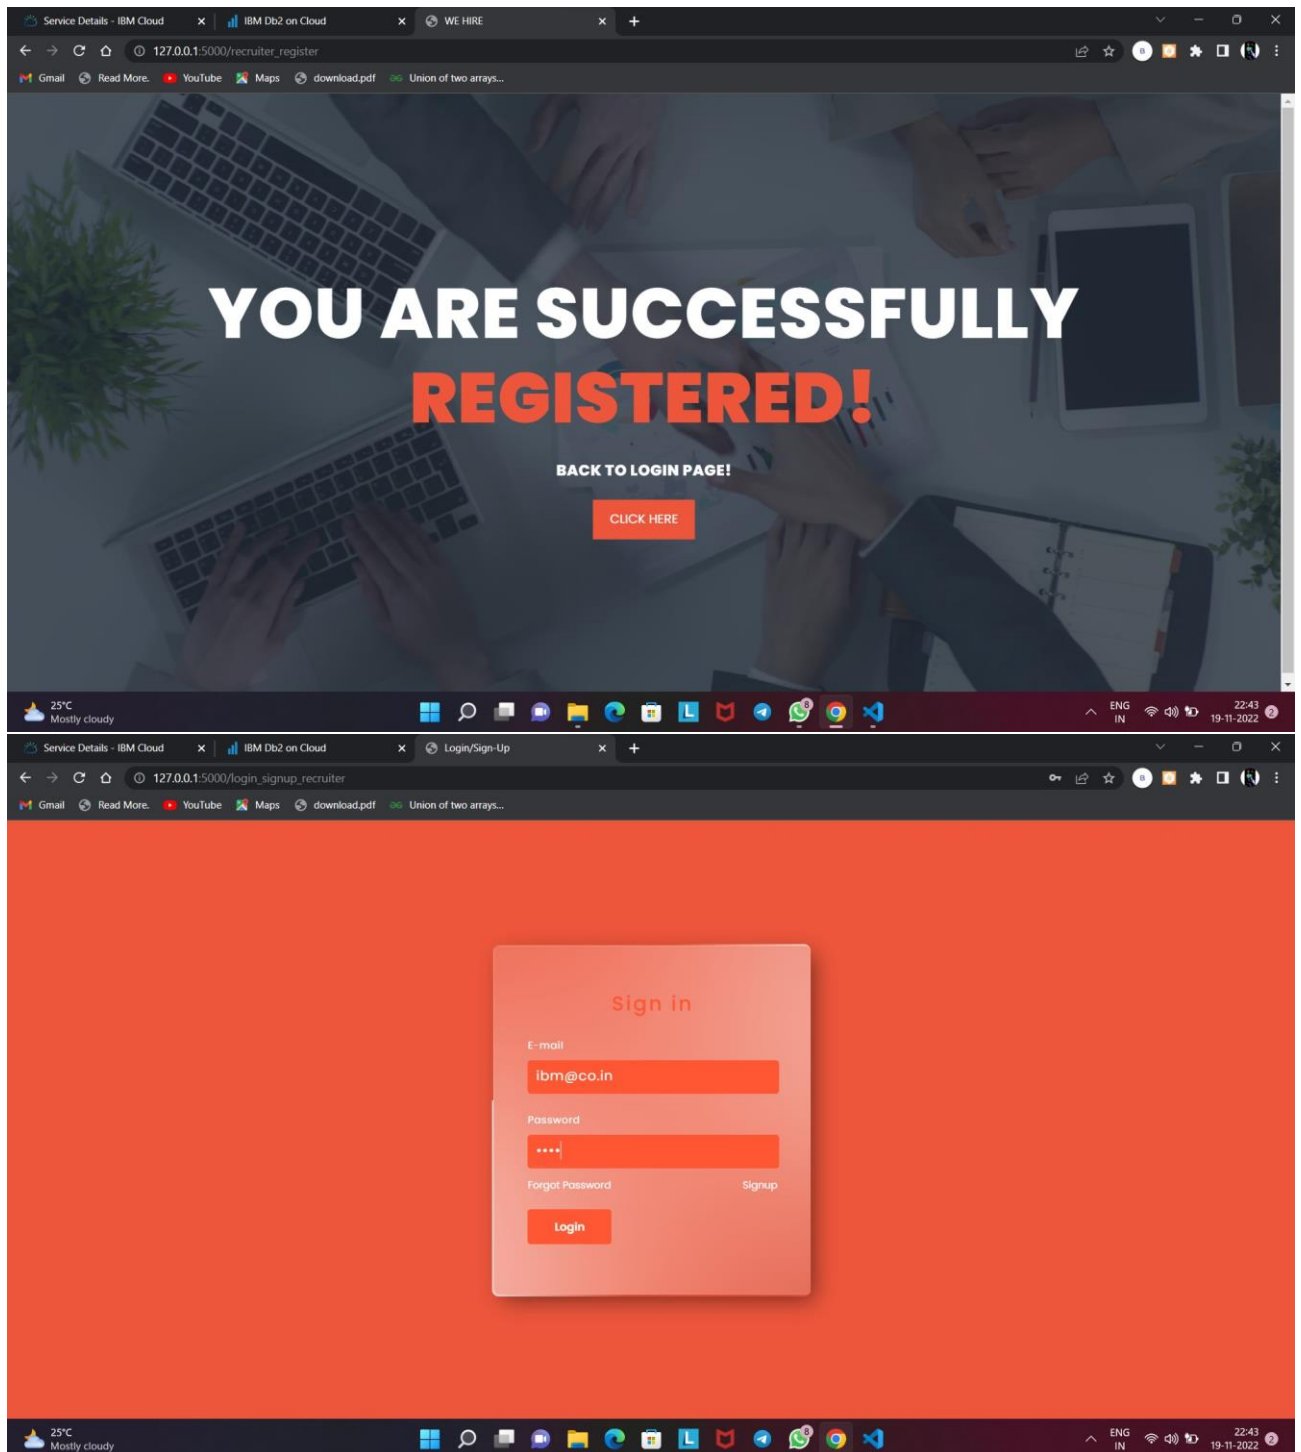 Service Details - IBM Cloud IBM Db2 on Cloud WE HIRE
127.0.0.1:5000/recruiter_register
Gmail Read More. YouTube Maps download.pdf Union of two arrays...
YOU ARE SUCCESSFULLY
REGISTERED!
BACK TO LOGIN PAGE!
CLICK HERE
25°C
Mostly cloudy
ENG
IN
22:43
19-11-2022
2
Service Details - IBM Cloud IBM Db2 on Cloud Login/Sign-Up
127.0.0.1:5000/login_signup_recruiter
Gmail Read More. YouTube Maps download.pdf Union of two arrays...
Sign in
E-mail
ibm@co.in
Password
••••
Forgot Password Signup
Login
25°C
Mostly cloudy
ENG
IN
22:43
19-11-2022
2